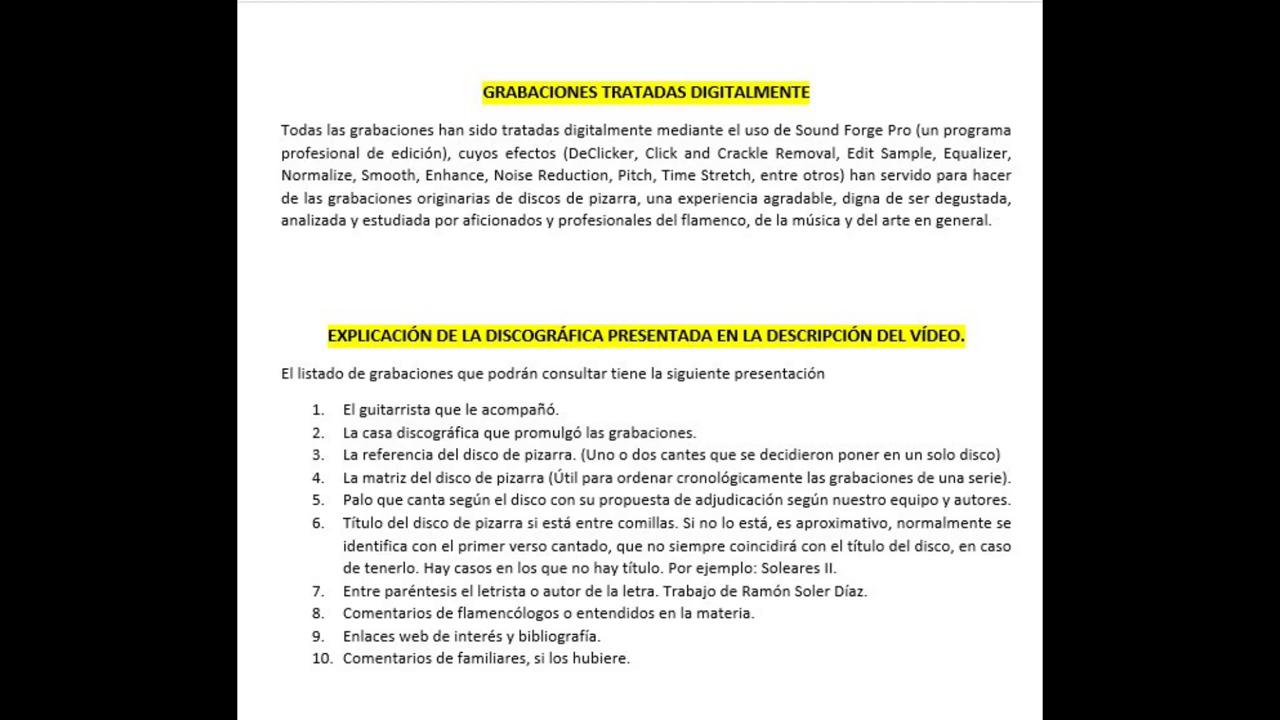 GRABACIONES TRATADAS DIGITALMENTE
Todas las grabaciones han sido tratadas digitalmente mediante el uso de Sound Forge Pro (un programa
profesional de edición), cuyos efectos (DeClicker, Click and Crackle Removal, Edit Sample, Equalizer,
Normalize, Smooth, Enhance, Noise Reduction, Pitch, Time Stretch, entre otros) han servido para hacer
de las grabaciones originarias de discos de pizarra, una experiencia agradable, digna de ser degustada,
analizada y estudiada por aficionados y profesionales del flamenco, de la música y del arte en general.
EXPLICACIÓN DE LA DISCOGRÁFICA PRESENTADA EN LA DESCRIPCIÓN DEL VÍDEO.
El listado de grabaciones que podrán consultar tiene la siguiente presentación
1. El guitarrista que le acompañó.
2. La casa discográfica que promulgó las grabaciones.
3. La referencia del disco de pizarra. (Uno o dos cantes que se decidieron poner en un solo disco)
4. La matriz del disco de pizarra (Útil para ordenar cronológicamente las grabaciones de una serie).
5. Palo que canta según el disco con su propuesta de adjudicación según nuestro equipo y autores.
6. Título del disco de pizarra si está entre comillas. Si no lo está, es aproximativo, normalmente se
identifica con el primer verso cantado, que no siempre coincidirá con el título del disco, en caso
de tenerlo. Hay casos en los que no hay título. Por ejemplo: Soleares II.
7. Entre paréntesis el letrista o autor de la letra. Trabajo de Ramón Soler Díaz.
8. Comentarios de flamencólogos o entendidos en la materia.
9. Enlaces web de interés y bibliografía.
10. Comentarios de familiares, si los hubiere.